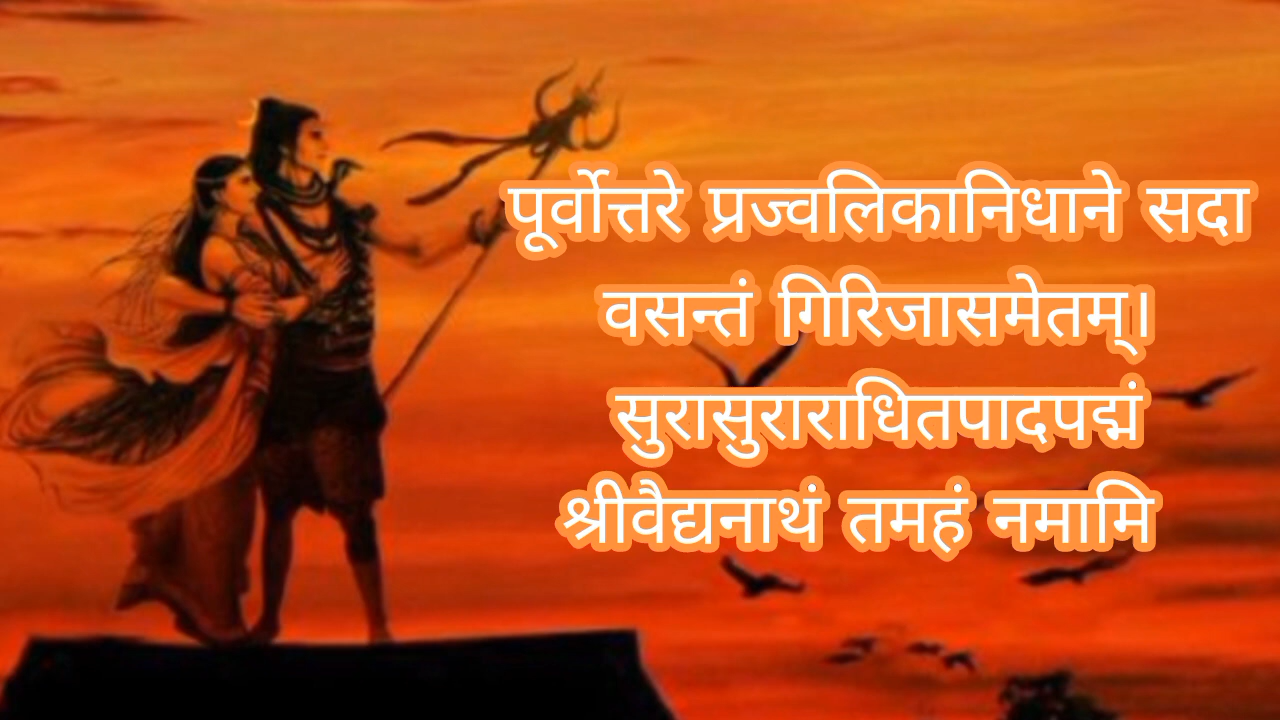 पूर्वोत्तरे प्रज्वलिकानिधाने सदा
वसन्तं गिरिजासमेतम्।
सुरासुराराधितपादपद्मं
श्रीवैद्यनाथं तमहं नमामि